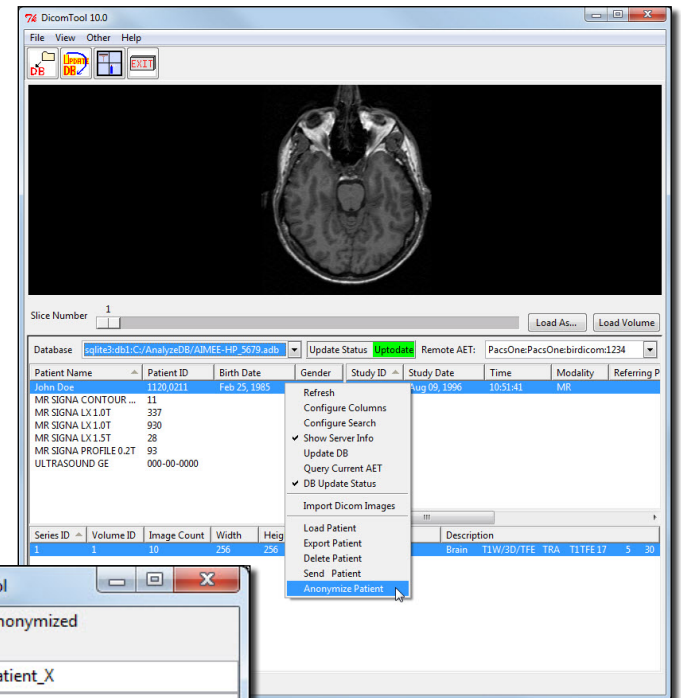 DicomTool 10.0
File View Other Help
DB UPDATE DB EXIT
Slice Number 1
Load As... Load Volume
Database sqlite3:db1:C:/AnalyzeDB/AIMEE-HP_5679.adb Update Status Uptodate Remote AET: PacsOne:PacsOne:birdicom:1234
Patient Name Patient ID Birth Date Gender Study ID Study Date Time Modality Referring P
John Doe 1120,0211 Feb 25, 1985 Aug 09, 1996 10:51:41 MR
MR SIGNA CONTOUR ... 11
MR SIGNA LX 1.0T 337
MR SIGNA LX 1.0T 930
MR SIGNA LX 1.5T 28
MR SIGNA PROFILE 0.2T 93
ULTRASOUND GE 000-00-0000
Refresh
Configure Columns
Configure Search
Show Server Info
Update DB
Query Current AET
DB Update Status
Import Dicom Images
Load Patient
Export Patient
Delete Patient
Send Patient
Anonymize Patient
Series ID Volume ID Image Count Width Heig Description
1 1 10 256 256 Brain T1W/3D/TFE TRA T1TFE17 5 30
ol
nonymized
atient_X